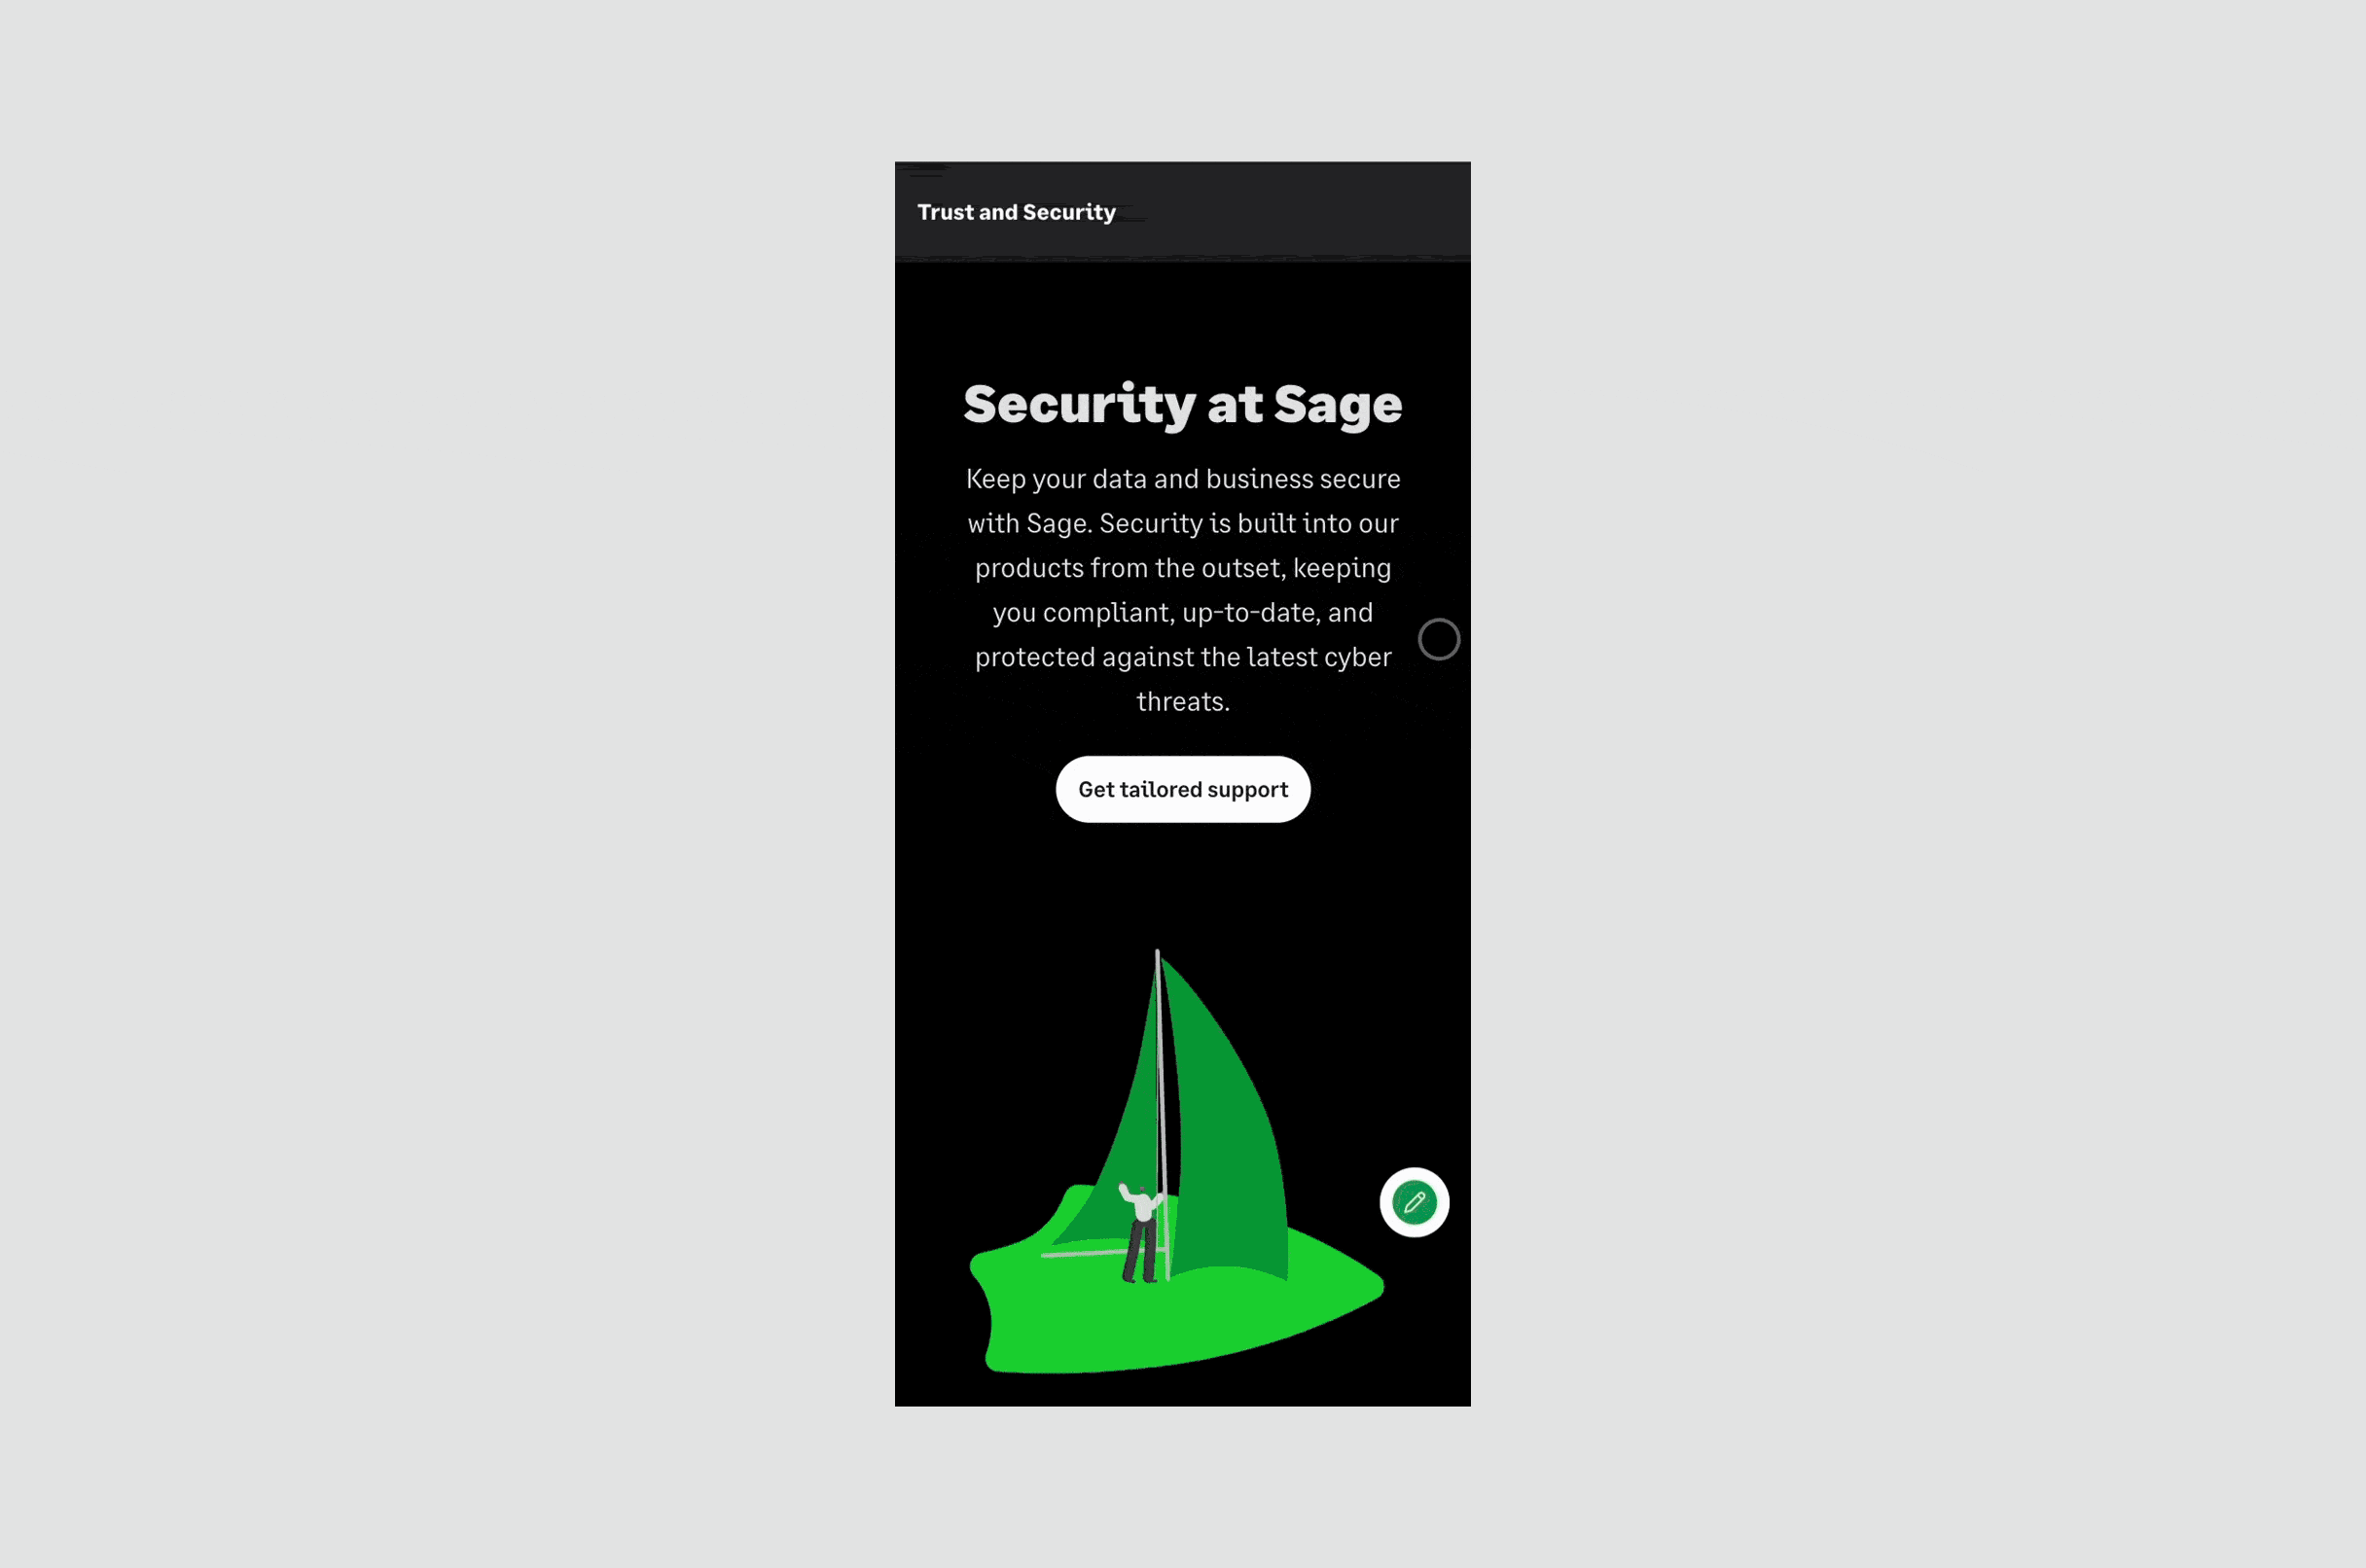 Trust and Security
Security at Sage
Keep your data and business secure
with Sage. Security is built into our
products from the outset, keeping
you compliant, up-to-date, and
protected against the latest cyber
threats.
Get tailored support